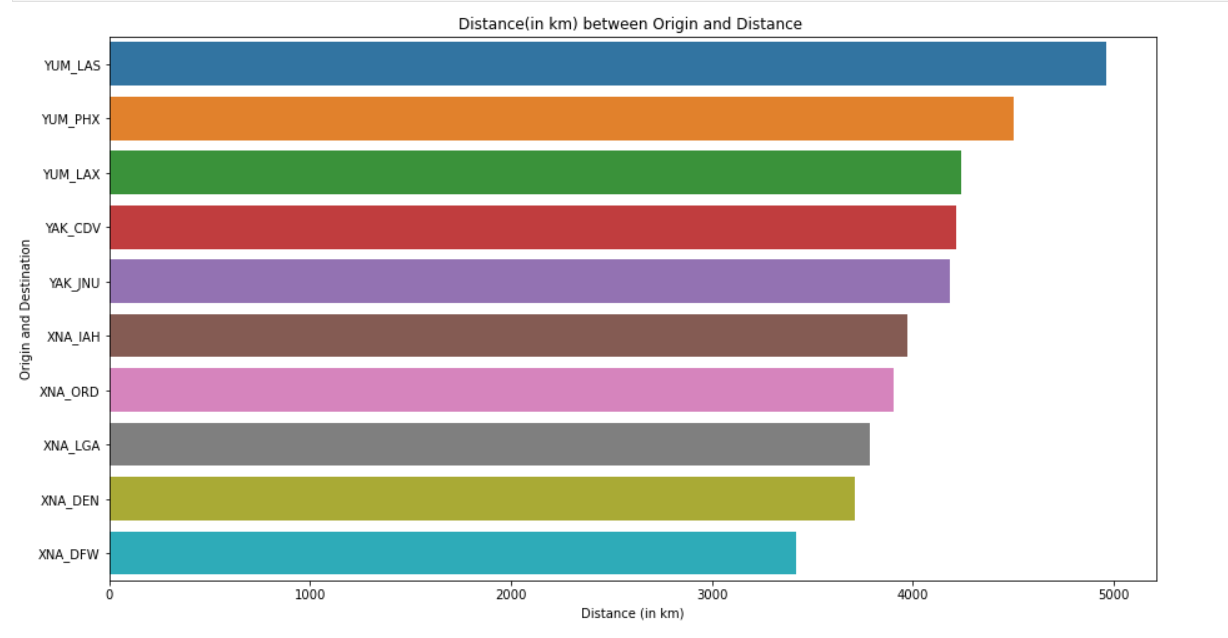 Distance(in km) between Origin and Distance
Origin and Destination
YUM_LAS
YUM_PHX
YUM_LAX
YAK_CDV
YAK_JNU
XNA_IAH
XNA_ORD
XNA_LGA
XNA_DEN
XNA_DFW
0 1000 2000 3000 4000 5000
Distance (in km)